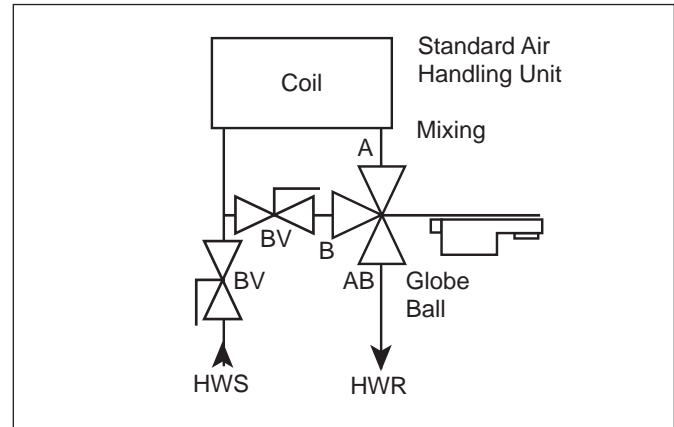 Standard Air
Handling Unit
Coil
Mixing
A
BV
B
BV
AB
Globe
Ball
HWS
HWR